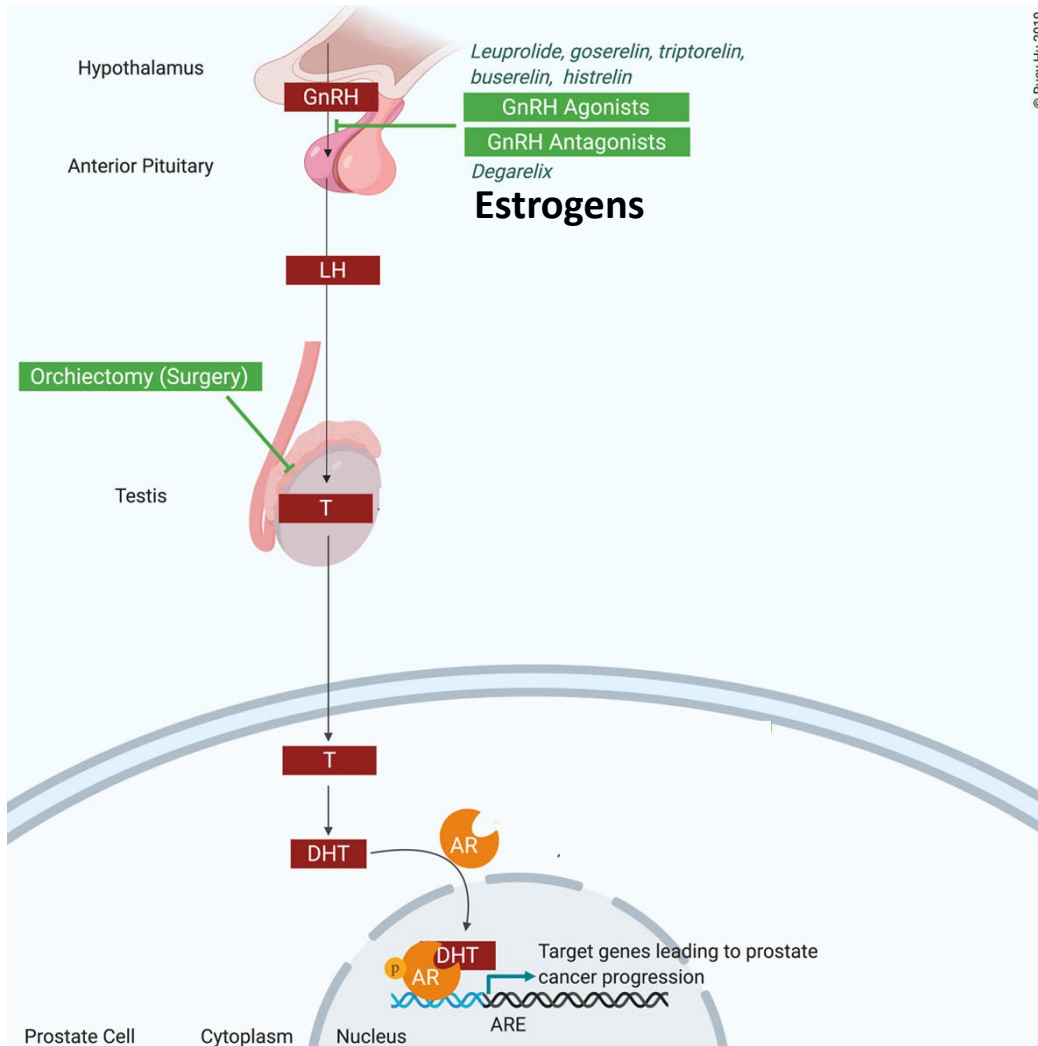 Hypothalamus
Leuprolide, goserelin, triptorelin,
buserelin, histrelin
GnRH
GnRH Agonists
GnRH Antagonists
Anterior Pituitary
Degarelix
Estrogens
LH
Orchiectomy (Surgery)
Testis
T
T
DHT
AR
DHT
p
AR
Target genes leading to prostate
cancer progression
ARE
Prostate Cell
Cytoplasm
Nucleus